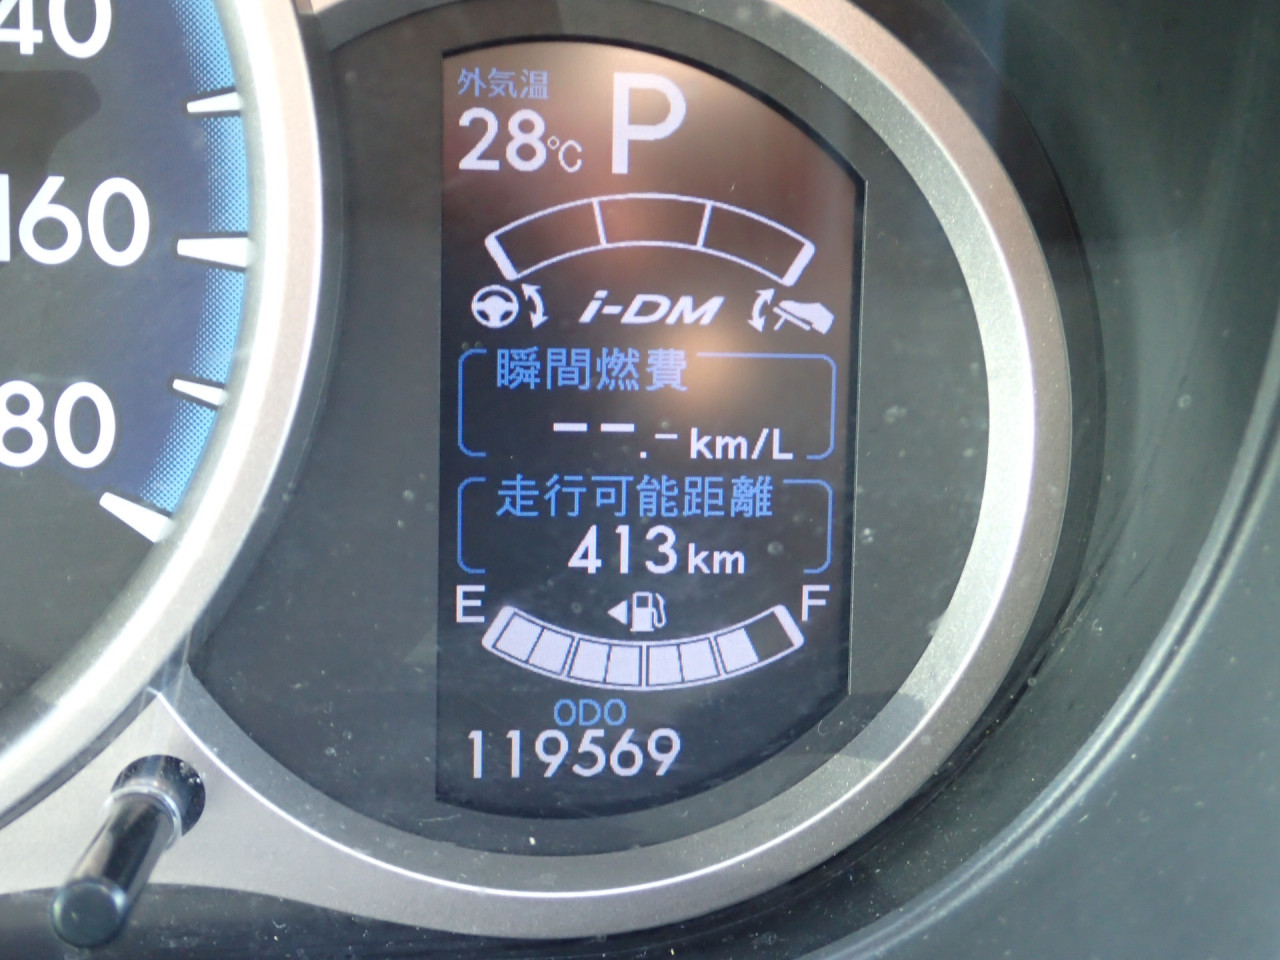 40
160
80
外気温
28℃
P
i-DM
瞬間燃費
--.-km/L
走行可能距離
413km
E
F
ODO
119569